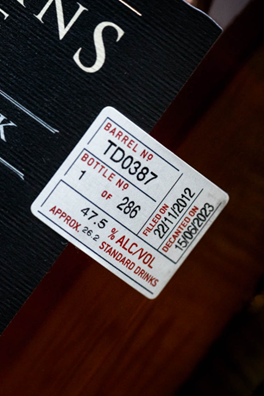 NS
K
BARREL Nº
TD0387
BOTTLE Nº
1 OF 286
47.5 % ALC/VOL
APPROX. 26.2 STANDARD DRINKS
FILLED ON
22/11/2012
DECANTED ON
15/06/2023